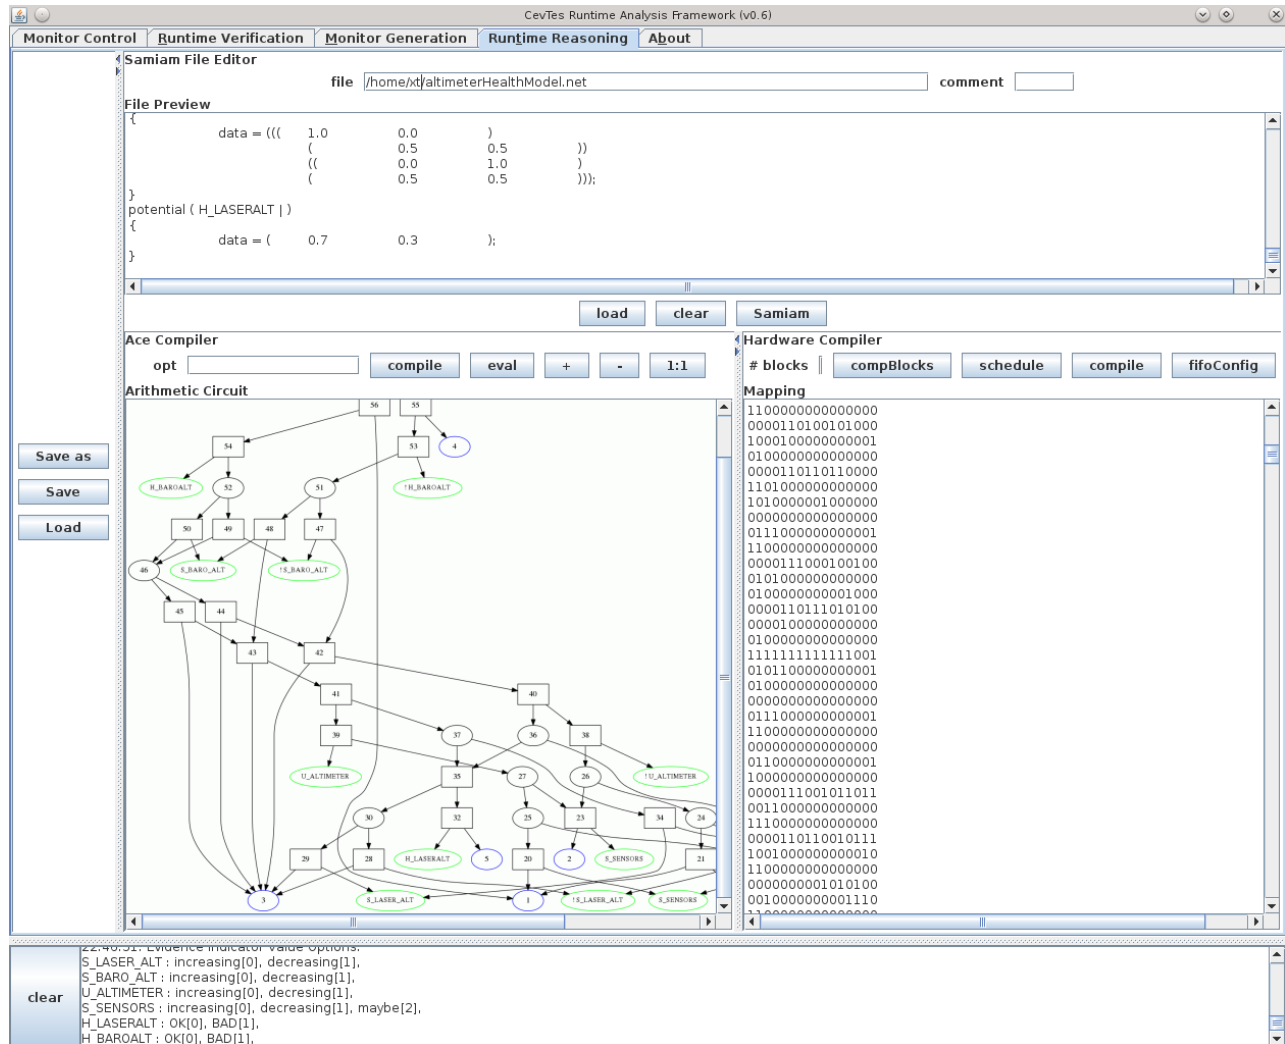 CevTes Runtime Analysis Framework (v0.6)
Monitor Control Runtime Verification Monitor Generation Runtime Reasoning About
Samiam File Editor
file /home/xt/altimeterHealthModel.net comment
File Preview
{
data = ((( 1.0 0.0 )
( 0.5 0.5 ))
(( 0.0 1.0 )
( 0.5 0.5 )));
}
potential ( H_LASERALT | )
{
data = ( 0.7 0.3 );
}
load clear Samiam
Ace Compiler
opt compile eval + - 1:1
Arithmetic Circuit
56 55
54 53 4
H_BAROALT 52 51 !H_BAROALT
50 49 48 47
46 S_BARO_ALT !S_BARO_ALT
45 44
43 42
41 40
39 37 36 38
U_ALTIMETER 35 27 26 !U_ALTIMETER
30 32 25 23 34 24
29 28 H_LASERALT 5 20 2 S_SENSORS 21
3 S_LASER_ALT 1 !S_LASER_ALT S_SENSORS
Hardware Compiler
# blocks compBlocks schedule compile fifoConfig
Mapping
1100000000000000
0000110100101000
1000100000000001
0100000000000000
0000110110110000
1101000000000000
1010000001000000
0000000000000000
0111000000000001
1100000000000000
0000111000100100
0101000000000000
0100000000001000
0000110111010100
0000100000000000
0100000000000000
1111111111111001
0101100000000001
0100000000000000
0000000000000000
0111000000000001
1100000000000000
0000000000000000
0110000000000001
1000000000000000
0000111001011011
0011000000000000
1110000000000000
0000110110010111
1001000000000010
1100000000000000
0000000001010100
0010000000001110
Save as
Save
Load
clear
22:46:51: Evidence Indicator Value Options:
S_LASER_ALT : increasing[0], decreasing[1],
S_BARO_ALT : increasing[0], decreasing[1],
U_ALTIMETER : increasing[0], decresing[1],
S_SENSORS : increasing[0], decreasing[1], maybe[2],
H_LASERALT : OK[0], BAD[1],
H_BAROALT : OK[0], BAD[1],